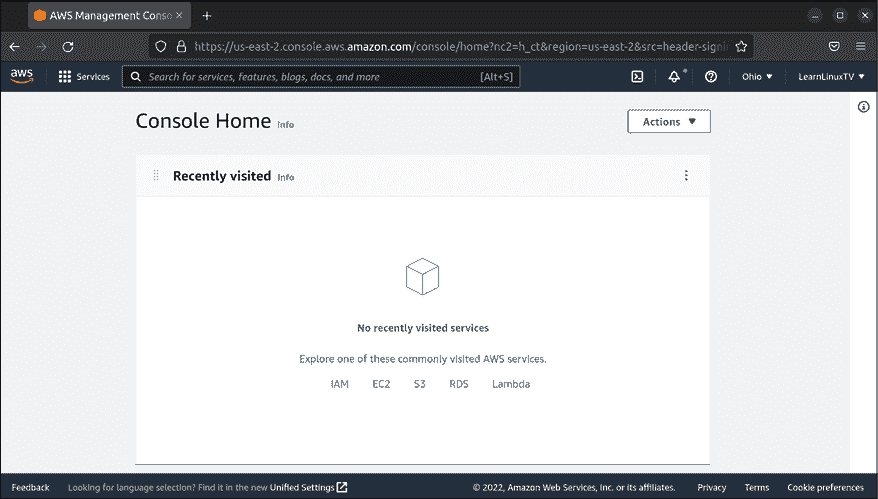 AWS Management Conso
https://us-east-2.console.aws.amazon.com/console/home?nc2=h_ct&region=us-east-2&src=header-signi
aws Services Search for services, features, blogs, docs, and more [Alt+S] Ohio LearnLinuxTV
Console Home Info
Actions
Recently visited Info
No recently visited services
Explore one of these commonly visited AWS services.
IAM EC2 S3 RDS Lambda
Feedback Looking for language selection? Find it in the new Unified Settings © 2022, Amazon Web Services, Inc. or its affiliates. Privacy Terms Cookie preferences